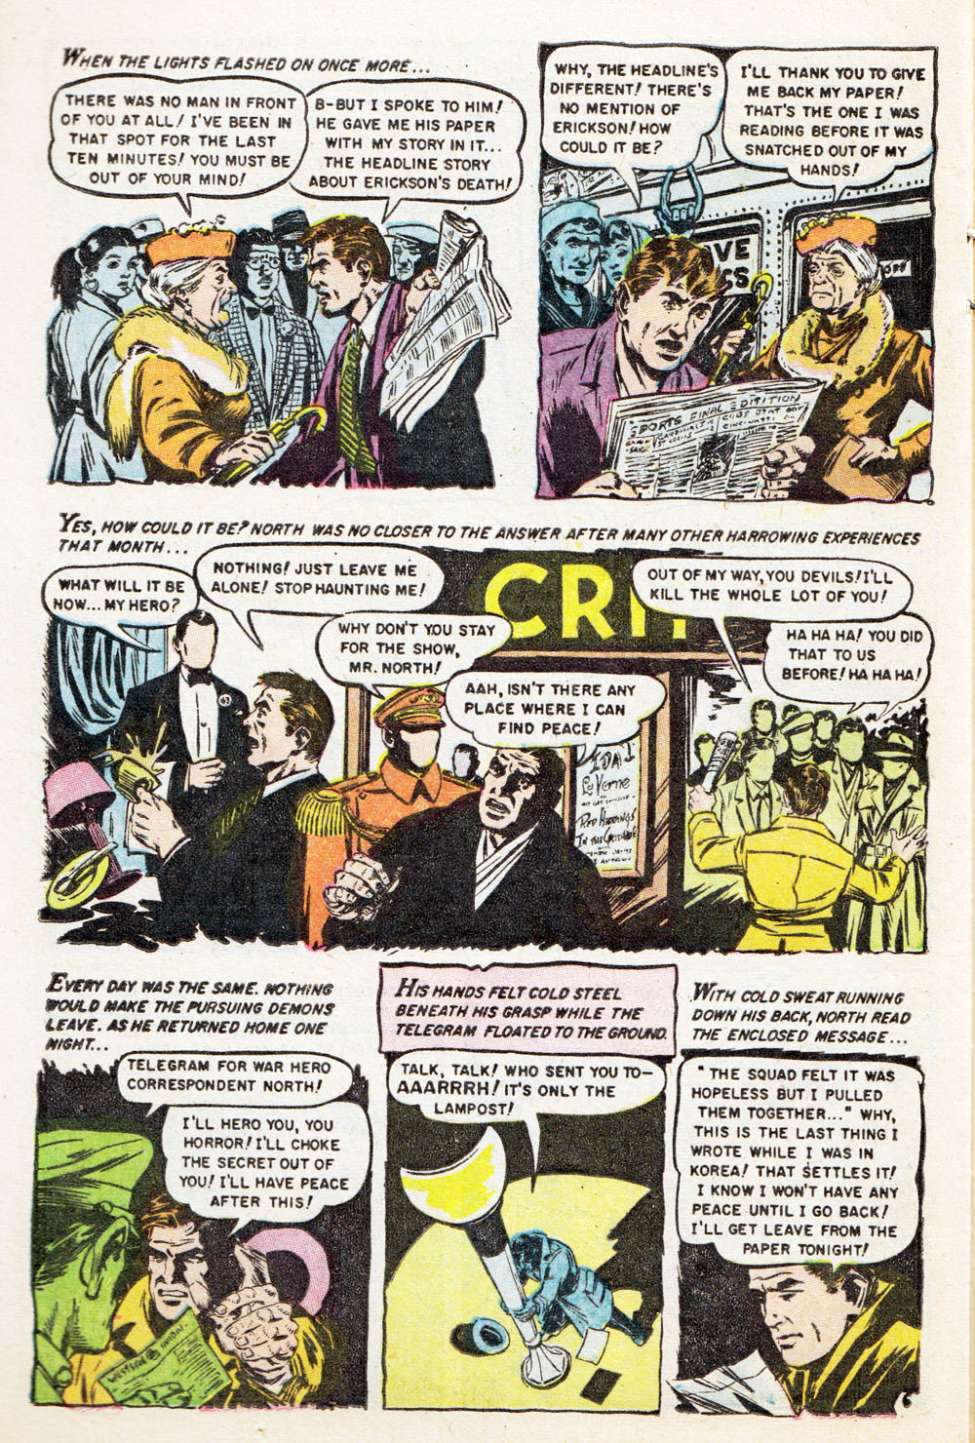 WHEN THE LIGHTS FLASHED ON ONCE MORE...
THERE WAS NO MAN IN FRONT
OF YOU AT ALL! I'VE BEEN IN
THAT SPOT FOR THE LAST
TEN MINUTES! YOU MUST BE
OUT OF YOUR MIND!
B-BUT I SPOKE TO HIM!
HE GAVE ME HIS PAPER
WITH MY STORY IN IT...
THE HEADLINE STORY
ABOUT ERICKSON'S DEATH!
WHY, THE HEADLINE'S
DIFFERENT! THERE'S
NO MENTION OF
ERICKSON! HOW
COULD IT BE?
I'LL THANK YOU TO GIVE
ME BACK MY PAPER!
THAT'S THE ONE I WAS
READING BEFORE IT WAS
SNATCHED OUT OF MY
HANDS!
SPORTS FINAL EDITION
YES, HOW COULD IT BE? NORTH WAS NO CLOSER TO THE ANSWER AFTER MANY OTHER HARROWING EXPERIENCES
THAT MONTH...
WHAT WILL IT BE
NOW... MY HERO?
NOTHING! JUST LEAVE ME
ALONE! STOP HAUNTING ME!
CRIT
WHY DON'T YOU STAY
FOR THE SHOW,
MR. NORTH!
AAH, ISN'T THERE ANY
PLACE WHERE I CAN
FIND PEACE!
OUT OF MY WAY, YOU DEVILS! I'LL
KILL THE WHOLE LOT OF YOU!
HA HA HA! YOU DID
THAT TO US
BEFORE! HA HA HA!
EVERY DAY WAS THE SAME. NOTHING
WOULD MAKE THE PURSUING DEMONS
LEAVE. AS HE RETURNED HOME ONE
NIGHT...
TELEGRAM FOR WAR HERO
CORRESPONDENT NORTH!
I'LL HERO YOU, YOU
HORROR! I'LL CHOKE
THE SECRET OUT OF
YOU! I'LL HAVE PEACE
AFTER THIS!
HIS HANDS FELT COLD STEEL
BENEATH HIS GRASP WHILE THE
TELEGRAM FLOATED TO THE GROUND.
TALK, TALK! WHO SENT YOU TO—
AAARRRH! IT'S ONLY THE
LAMPOST!
WITH COLD SWEAT RUNNING
DOWN HIS BACK, NORTH READ
THE ENCLOSED MESSAGE...
"THE SQUAD FELT IT WAS
HOPELESS BUT I PULLED
THEM TOGETHER..." WHY,
THIS IS THE LAST THING I
WROTE WHILE I WAS IN
KOREA! THAT SETTLES IT!
I KNOW I WON'T HAVE ANY
PEACE UNTIL I GO BACK!
I'LL GET LEAVE FROM THE
PAPER TONIGHT!
6